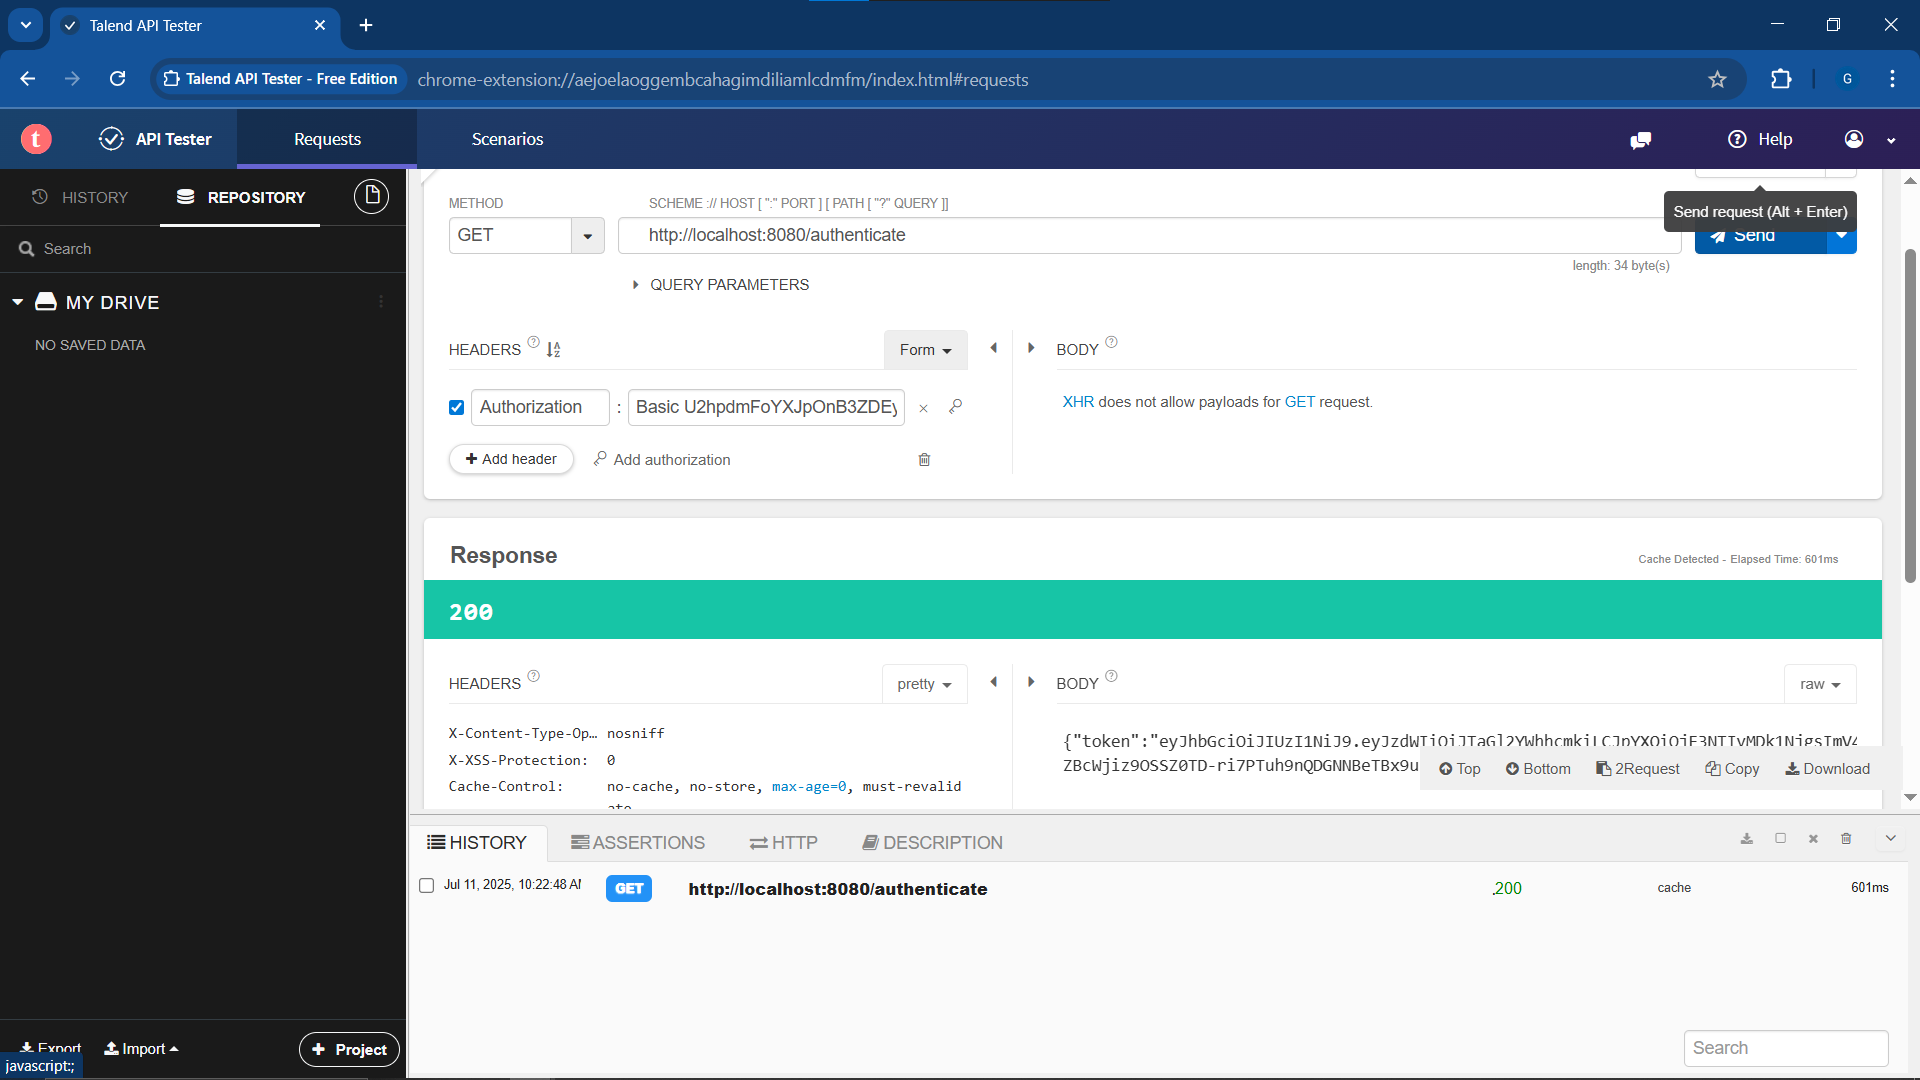 Talend API Tester
Talend API Tester - Free Edition
chrome-extension://aejoelaoggembcahagimdiliamlcdmfm/index.html#requests
G
t
API Tester
Requests
Scenarios
Help
HISTORY
REPOSITORY
Search
MY DRIVE
NO SAVED DATA
METHOD
SCHEME :// HOST [ ":" PORT ] [ PATH [ "?" QUERY ]]
Send request (Alt + Enter)
GET
http://localhost:8080/authenticate
Send
length: 34 byte(s)
QUERY PARAMETERS
HEADERS
Form
BODY
Authorization
:
Basic U2hpdmFoYXJpOnB3ZDEy
XHR does not allow payloads for GET request.
Add header
Add authorization
Response
Cache Detected - Elapsed Time: 601ms
200
HEADERS
pretty
BODY
raw
X-Content-Type-Op… nosniff
X-XSS-Protection: 0
Cache-Control: no-cache, no-store, max-age=0, must-revalid
{"token":"
ZBcWjiz9OSSZ0TD-ri7PTuh9nQDGNNBeTBx9u
Top
Bottom
2Request
Copy
Download
HISTORY
ASSERTIONS
HTTP
DESCRIPTION
Jul 11, 2025, 10:22:48
GET
http://localhost:8080/authenticate
200
cache
601ms
Export
Import
Project
javascript:;
Search